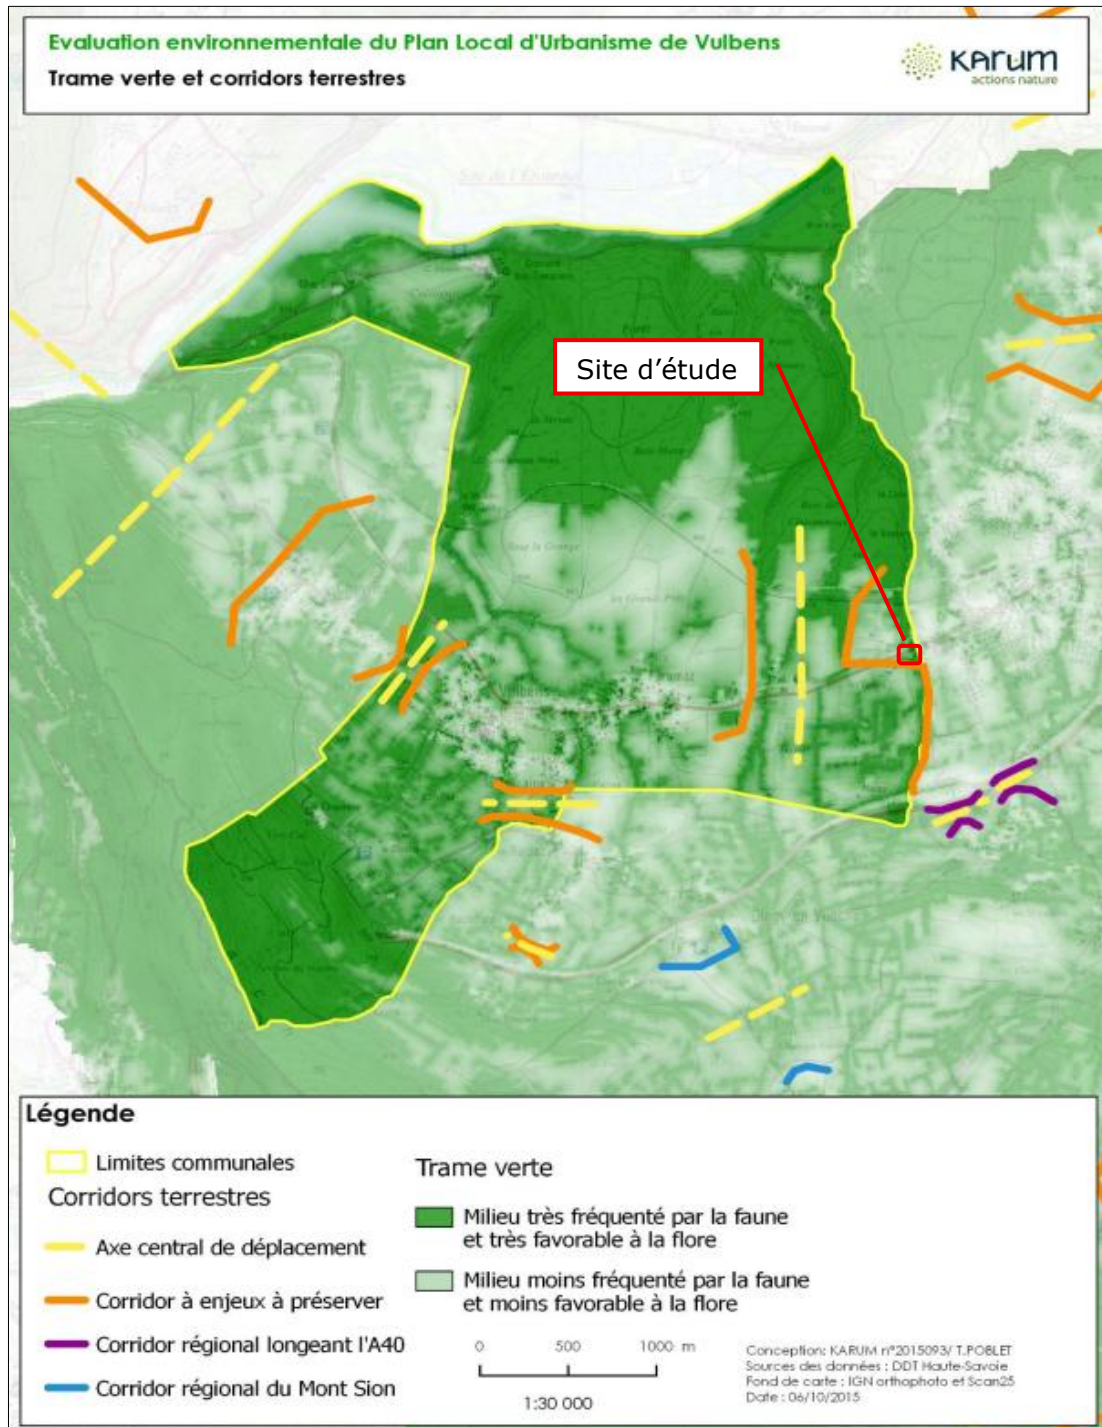 Evaluation environnementale du Plan Local d'Urbanisme de Vulbens
Trame verte et corridors terrestres
KARUM
actions nature
Site d'étude
Vulbens
Légende
Limites communales
Corridors terrestres
Axe central de déplacement
Corridor à enjeux à préserver
Corridor régional longeant l'A40
Corridor régional du Mont Sion
Trame verte
Milieu très fréquenté par la faune
et très favorable à la flore
Milieu moins fréquenté par la faune
et moins favorable à la flore
0 500 1000 m
1:30 000
Conception: KARUM n°2015093/ T.POBLET
Sources des données : DDT Haute-Savoie
Fond de carte : IGN orthophoto et Scan25
Date : 06/10/2015